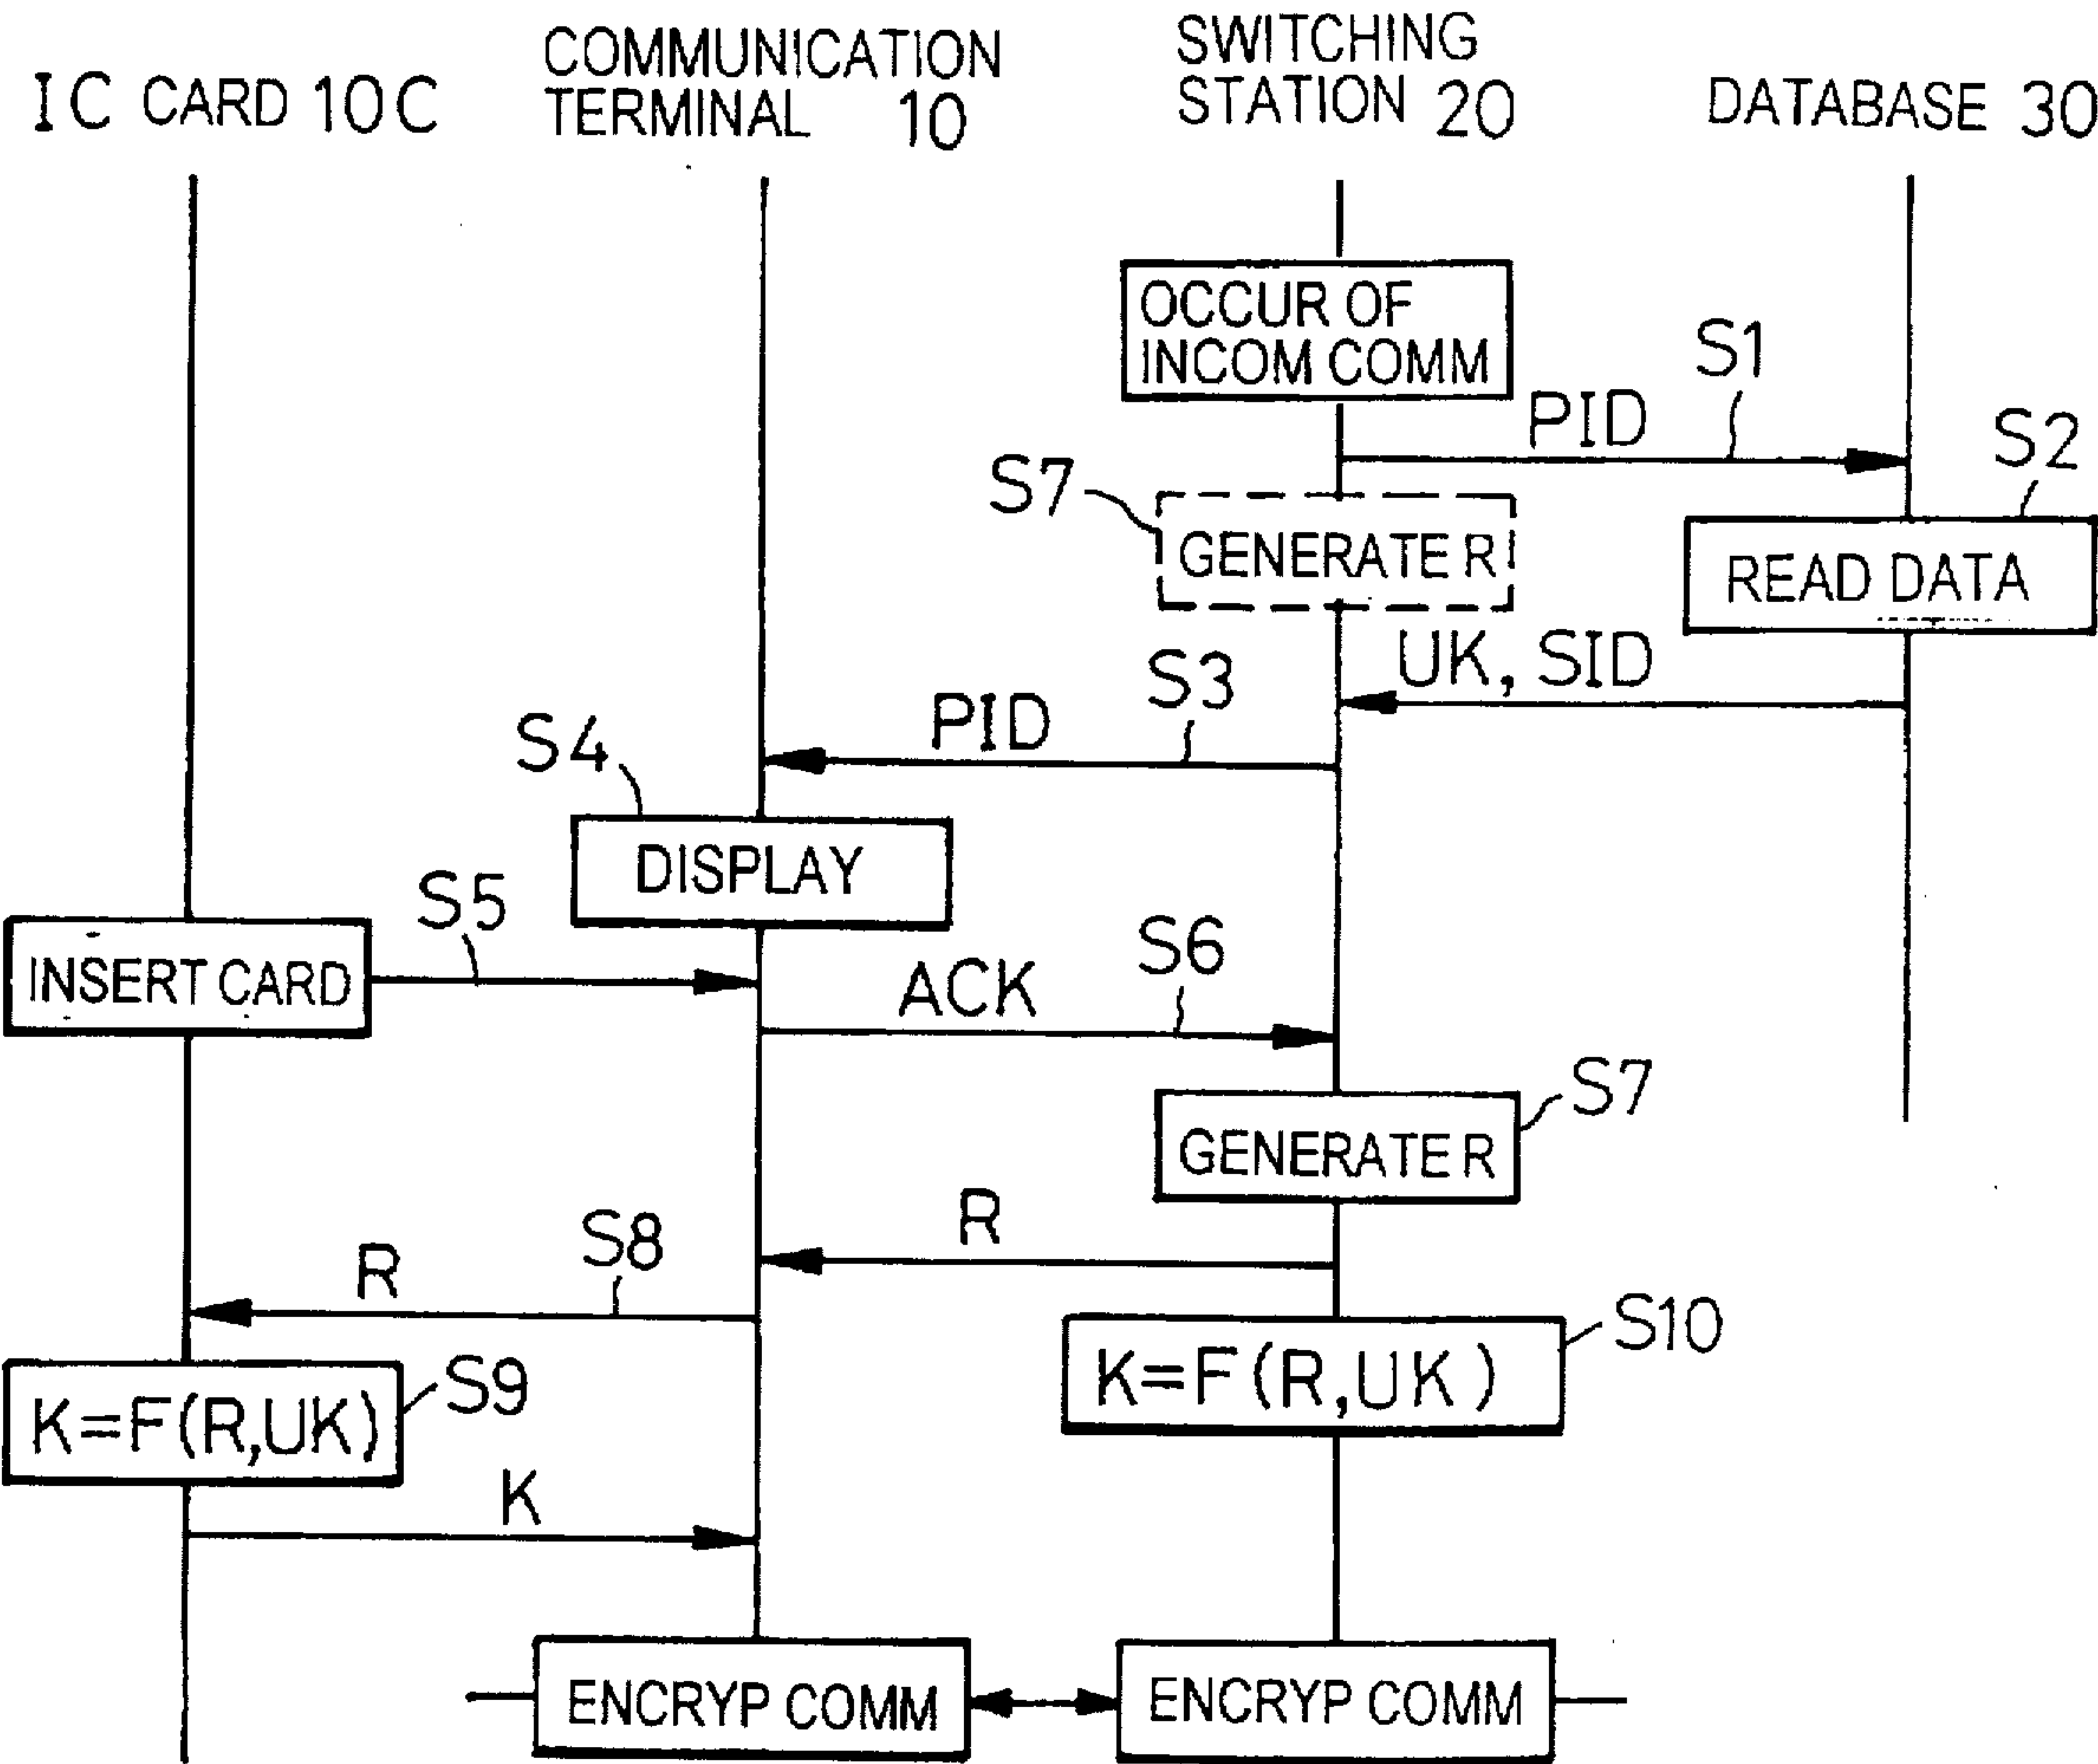 IC CARD 10C
COMMUNICATION
TERMINAL 10
SWITCHING
STATION 20
DATABASE 30
OCCUR OF
INCOM COMM
S1
PID
S2
S7
GENERATE R
READ DATA
UK, SID
S3
PID
S4
DISPLAY
S5
INSERT CARD
S6
ACK
S7
GENERATE R
R
S8
R
S10
K=F(R,UK)
S9
K=F(R,UK)
K
ENCRYP COMM
ENCRYP COMM